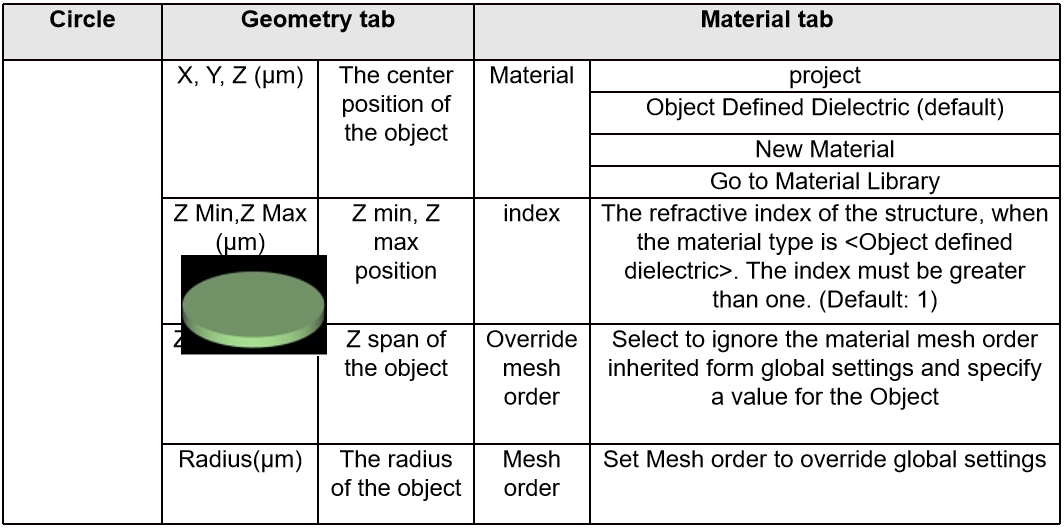 Circle
Geometry tab
Material tab
X, Y, Z (μm)
The center
position of
the object
Material
project
Object Defined Dielectric (default)
New Material
Go to Material Library
Z Min,Z Max
(μm)
Z min, Z
max
position
index
The refractive index of the structure, when
the material type is <Object defined
dielectric>. The index must be greater
than one. (Default: 1)
Z span of
the object
Override
mesh
order
Select to ignore the material mesh order
inherited form global settings and specify
a value for the Object
Radius(μm)
The radius
of the object
Mesh
order
Set Mesh order to override global settings